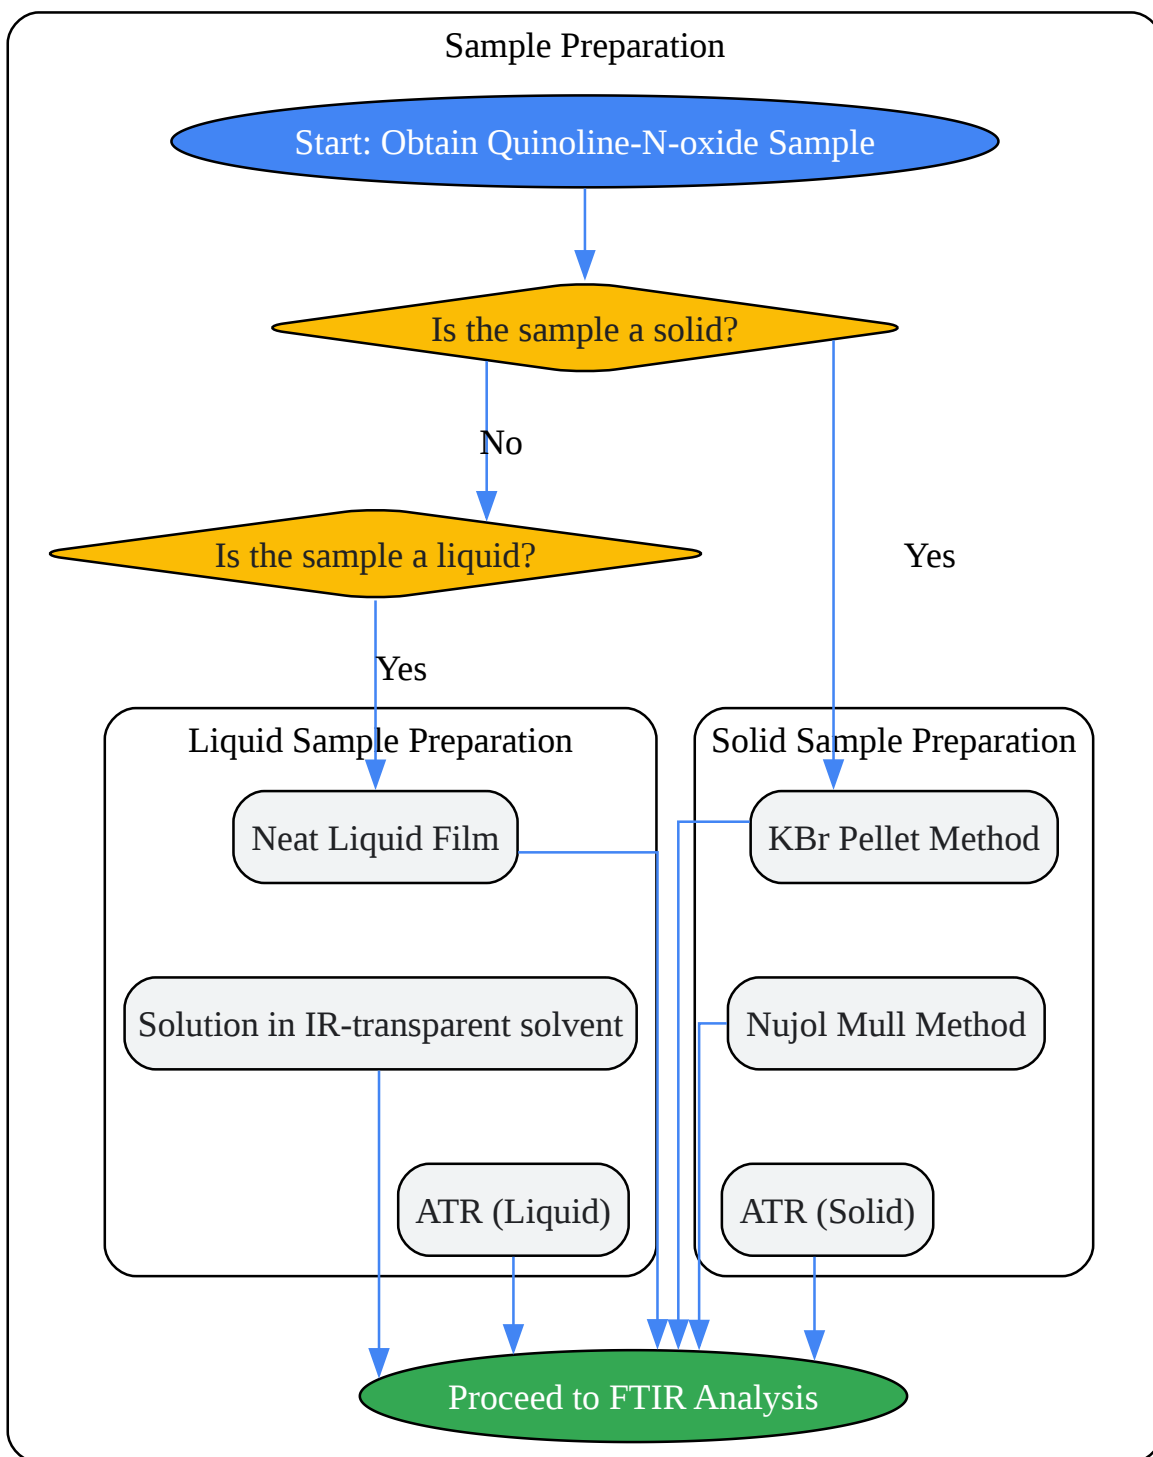 Sample Preparation
Start: Obtain Quinoline-N-oxide Sample
Is the sample a solid?
No
Is the sample a liquid?
Yes
Yes
Liquid Sample Preparation
Solid Sample Preparation
Neat Liquid Film
KBr Pellet Method
Solution in IR-transparent solvent
Nujol Mull Method
ATR (Liquid)
ATR (Solid)
Proceed to FTIR Analysis